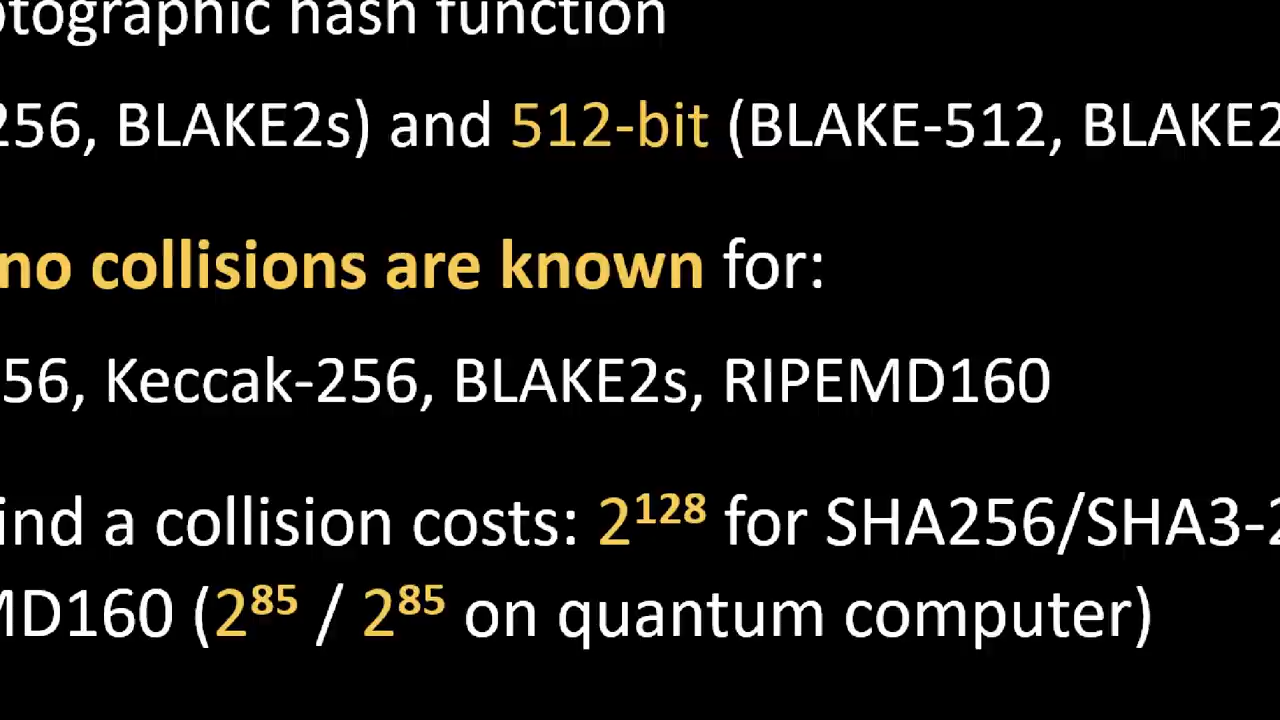 ptographic hash function
256, BLAKE2s) and 512-bit (BLAKE-512, BLAKE2
no collisions are known for:
56, Keccak-256, BLAKE2s, RIPEMD160
ind a collision costs: 2¹²⁸ for SHA256/SHA3-2
MD160 (2⁸⁵ / 2⁸⁵ on quantum computer)